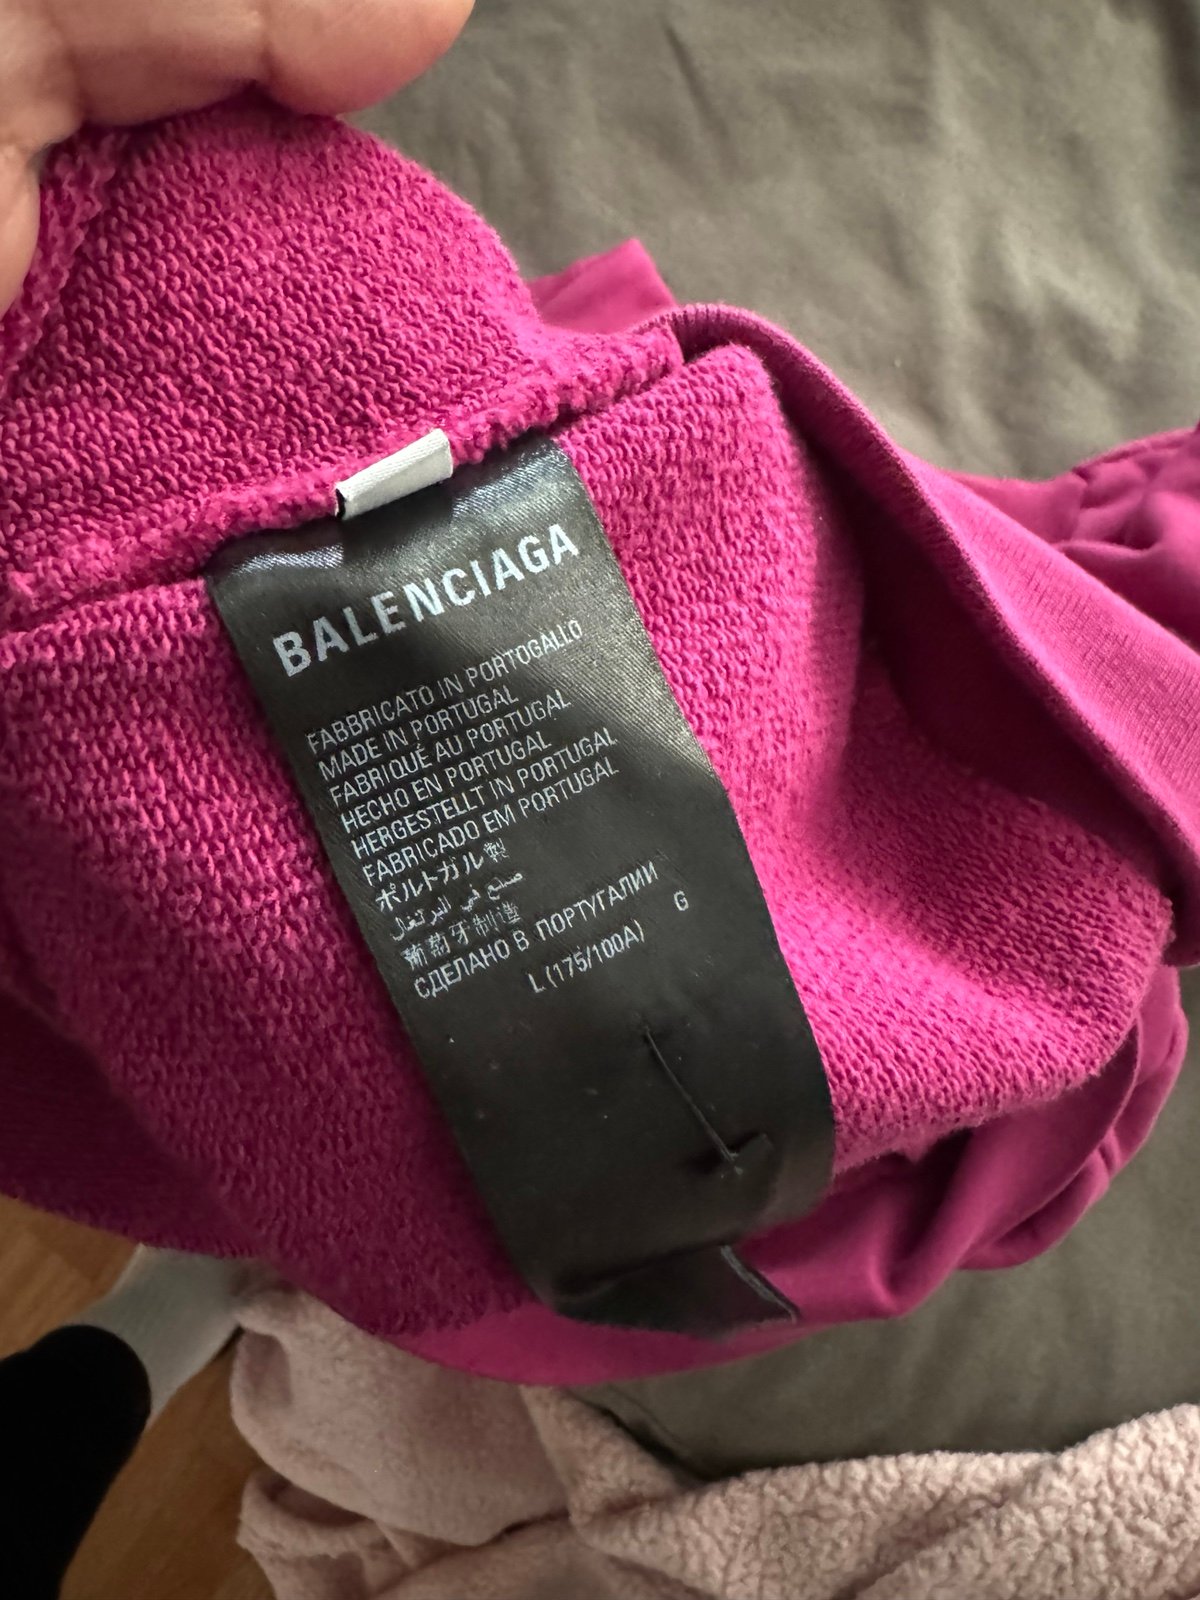 BALENCIAGA
FABBRICATO IN PORTOGALLO
MADE IN PORTUGAL
FABRIQUÉ AU PORTUGAL
HECHO EN PORTUGAL
HERGESTELLT IN PORTUGAL
FABRICADO EM PORTUGAL
ポルトガル製
صنع في البرتغال
葡萄牙制造
СДЕЛАНО В ПОРТУГАЛИИ
L(175/100A) G